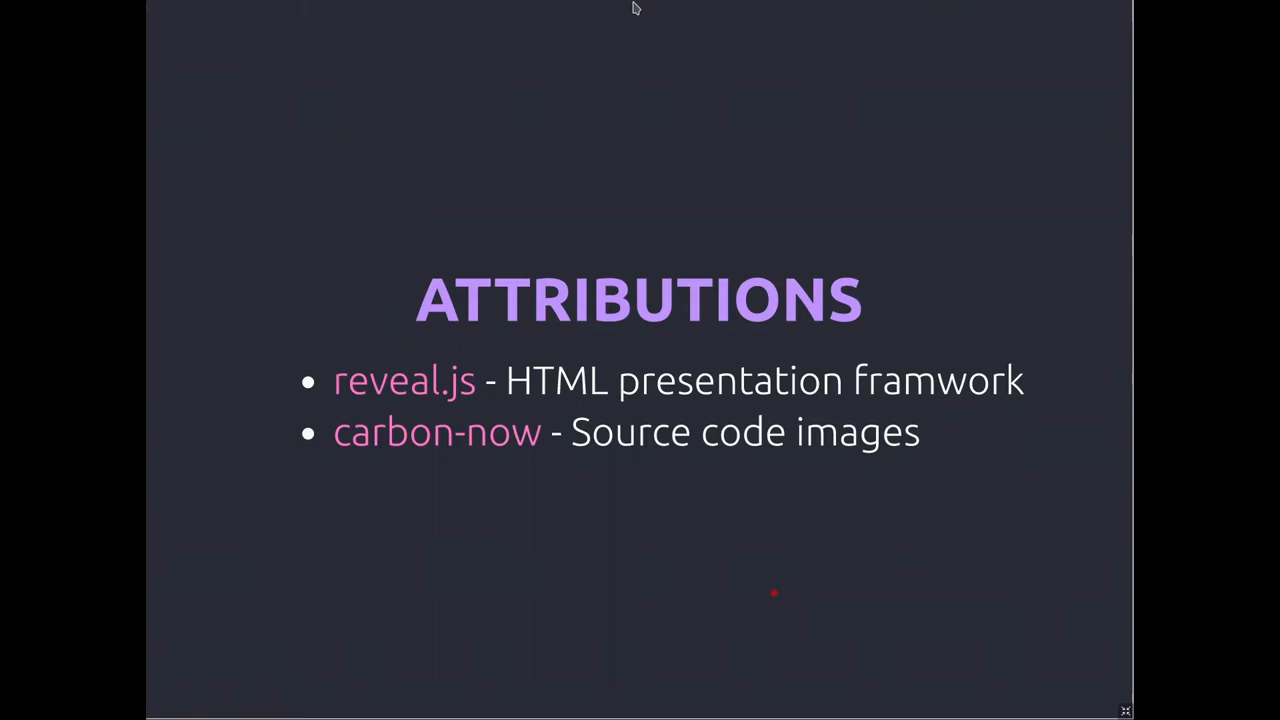 ATTRIBUTIONS
• reveal.js - HTML presentation framwork
• carbon-now - Source code images